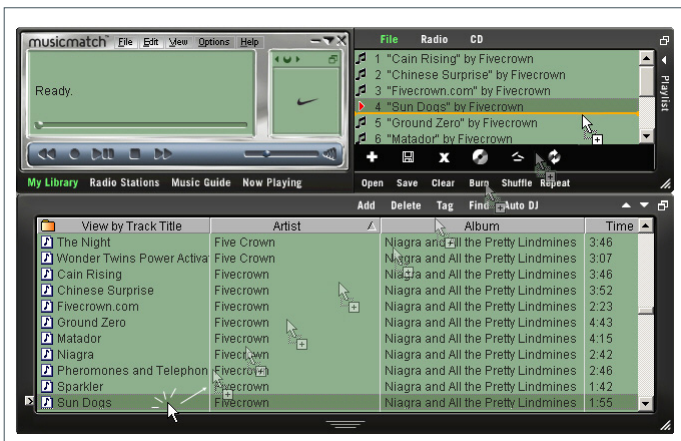 musicmatch File Edit View Options Help
File Radio CD
Ready.
1 "Cain Rising" by Fivecrown
2 "Chinese Surprise" by Fivecrown
3 "Fivecrown.com" by Fivecrown
4 "Sun Dogs" by Fivecrown
5 "Ground Zero" by Fivecrown
6 "Matador" by Fivecrown
Playlist
My Library Radio Stations Music Guide Now Playing
Open Save Clear Burn Shuffle Repeat
Add Delete Tag Find Auto DJ
View by Track Title Artist Album Time
The Night Five Crown Niagra and All the Pretty Lindmines 3:46
Wonder Twins Power Activa Five Crown Niagra and All the Pretty Lindmines 3:07
Cain Rising Fivecrown Niagra and All the Pretty Lindmines 3:46
Chinese Surprise Fivecrown Niagra and All the Pretty Lindmines 3:52
Fivecrown.com Fivecrown Niagra and All the Pretty Lindmines 2:23
Ground Zero Fivecrown Niagra and All the Pretty Lindmines 4:43
Matador Fivecrown Niagra and All the Pretty Lindmines 4:15
Niagra Fivecrown Niagra and All the Pretty Lindmines 2:42
Pheromones and Telephon Fivecrown Niagra and All the Pretty Lindmines 2:46
Sparkler Fivecrown Niagra and All the Pretty Lindmines 1:42
Sun Dogs Fivecrown Niagra and All the Pretty Lindmines 1:55